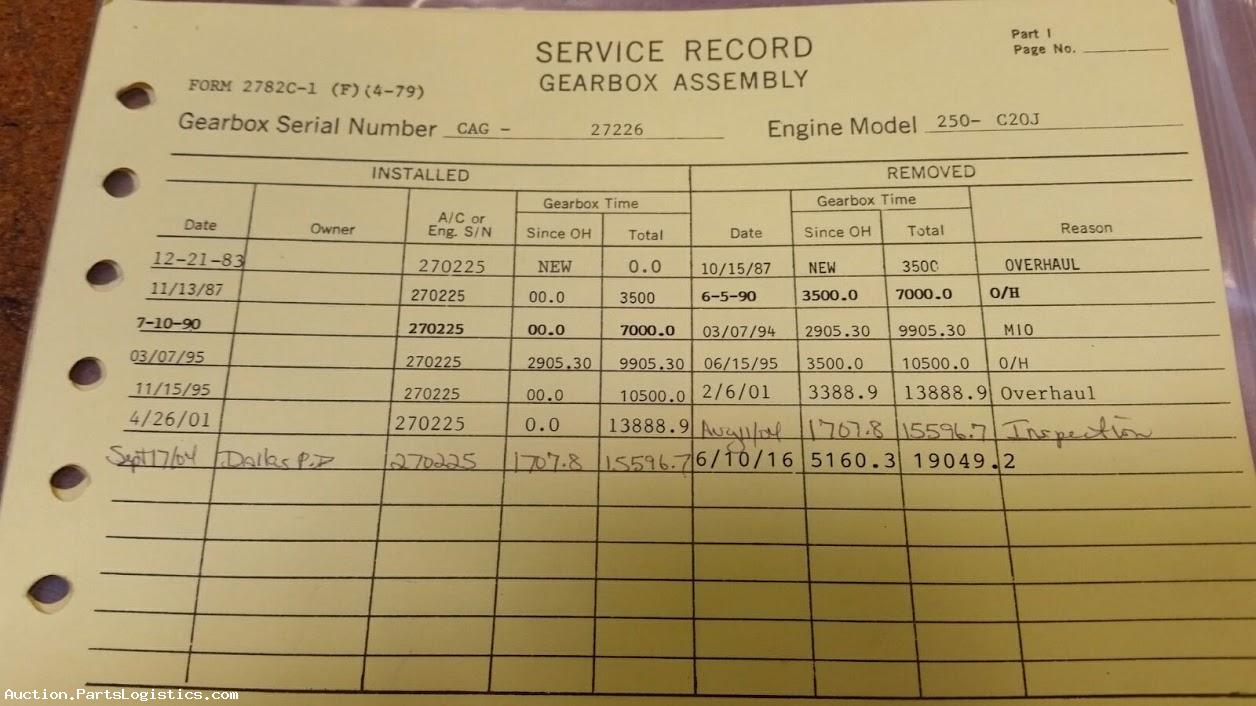 Part I
SERVICE RECORD
Page No.
GEARBOX ASSEMBLY
FORM 2782C-1 (F)(4-79)
Gearbox Serial Number CAG - 27226 Engine Model 250- C20J
INSTALLED REMOVED
Gearbox Time Gearbox Time
Date Owner A/C or Eng. S/N Since OH Total Date Since OH Total Reason
12-21-83 270225 NEW 0.0 10/15/87 NEW 3500 OVERHAUL
11/13/87 270225 00.0 3500 6-5-90 3500.0 7000.0 O/H
7-10-90 270225 00.0 7000.0 03/07/94 2905.30 9905.30 MIO
03/07/95 270225 2905.30 9905.30 06/15/95 3500.0 10500.0 O/H
11/15/95 270225 00.0 10500.0 2/6/01 3388.9 13888.9 Overhaul
4/26/01 270225 0.0 13888.9 Aug11/04 1707.8 15596.7 Inspection
Sept17/04 Dallas P.D 270225 1707.8 15596.7 6/10/16 5160.3 19049.2
Auction.PartsLogistics.com